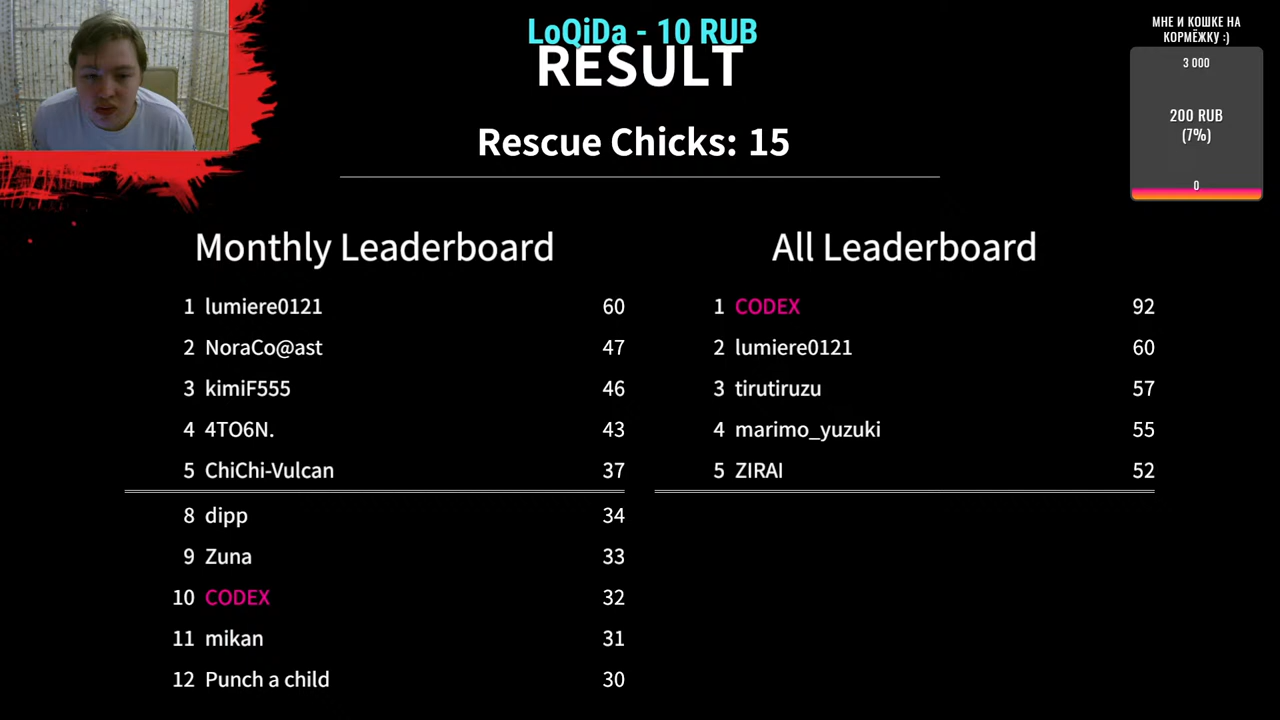 LoQiDa - 10 RUB
RESULT
Rescue Chicks: 15
МНЕ И КОШКЕ НА
КОРМЁЖКУ :)
3 000
200 RUB
(7%)
0
Monthly Leaderboard
1 lumiere0121 60
2 NoraCo@ast 47
3 kimiF555 46
4 4TO6N. 43
5 ChiChi-Vulcan 37
8 dipp 34
9 Zuna 33
10 CODEX 32
11 mikan 31
12 Punch a child 30
All Leaderboard
1 CODEX 92
2 lumiere0121 60
3 tirutiruzu 57
4 marimo_yuzuki 55
5 ZIRAI 52